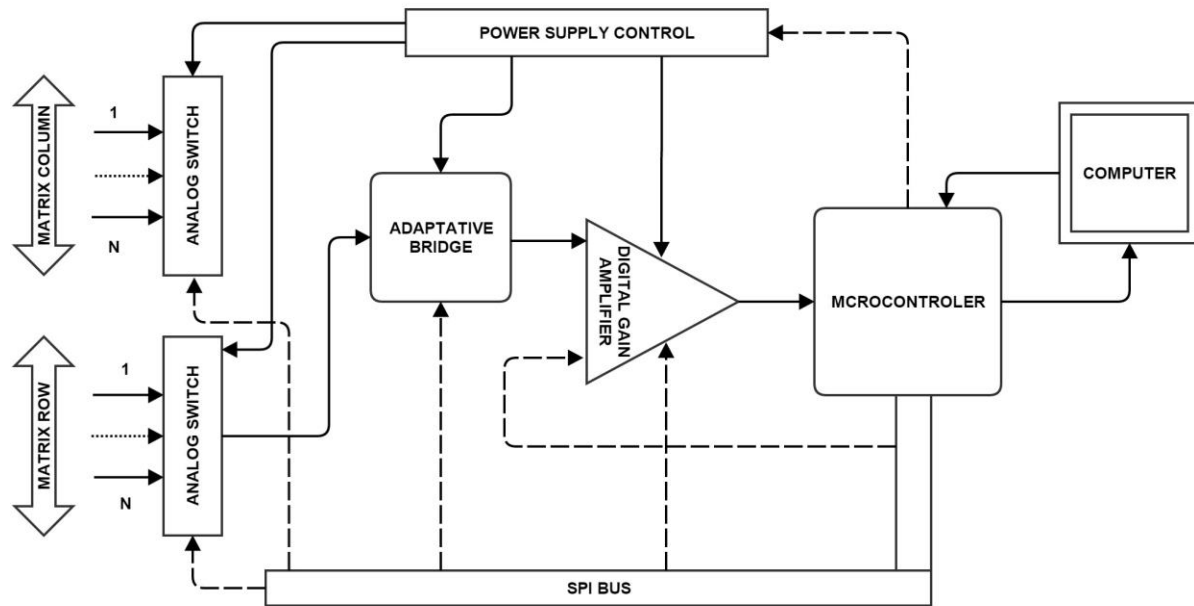 POWER SUPPLY CONTROL
MATRIX COLUMN
1
N
ANALOG SWITCH
ADAPTATIVE
BRIDGE
DIGITAL GAIN
AMPLIFIER
MCROCONTROLER
COMPUTER
MATRIX ROW
1
N
ANALOG SWITCH
SPI BUS